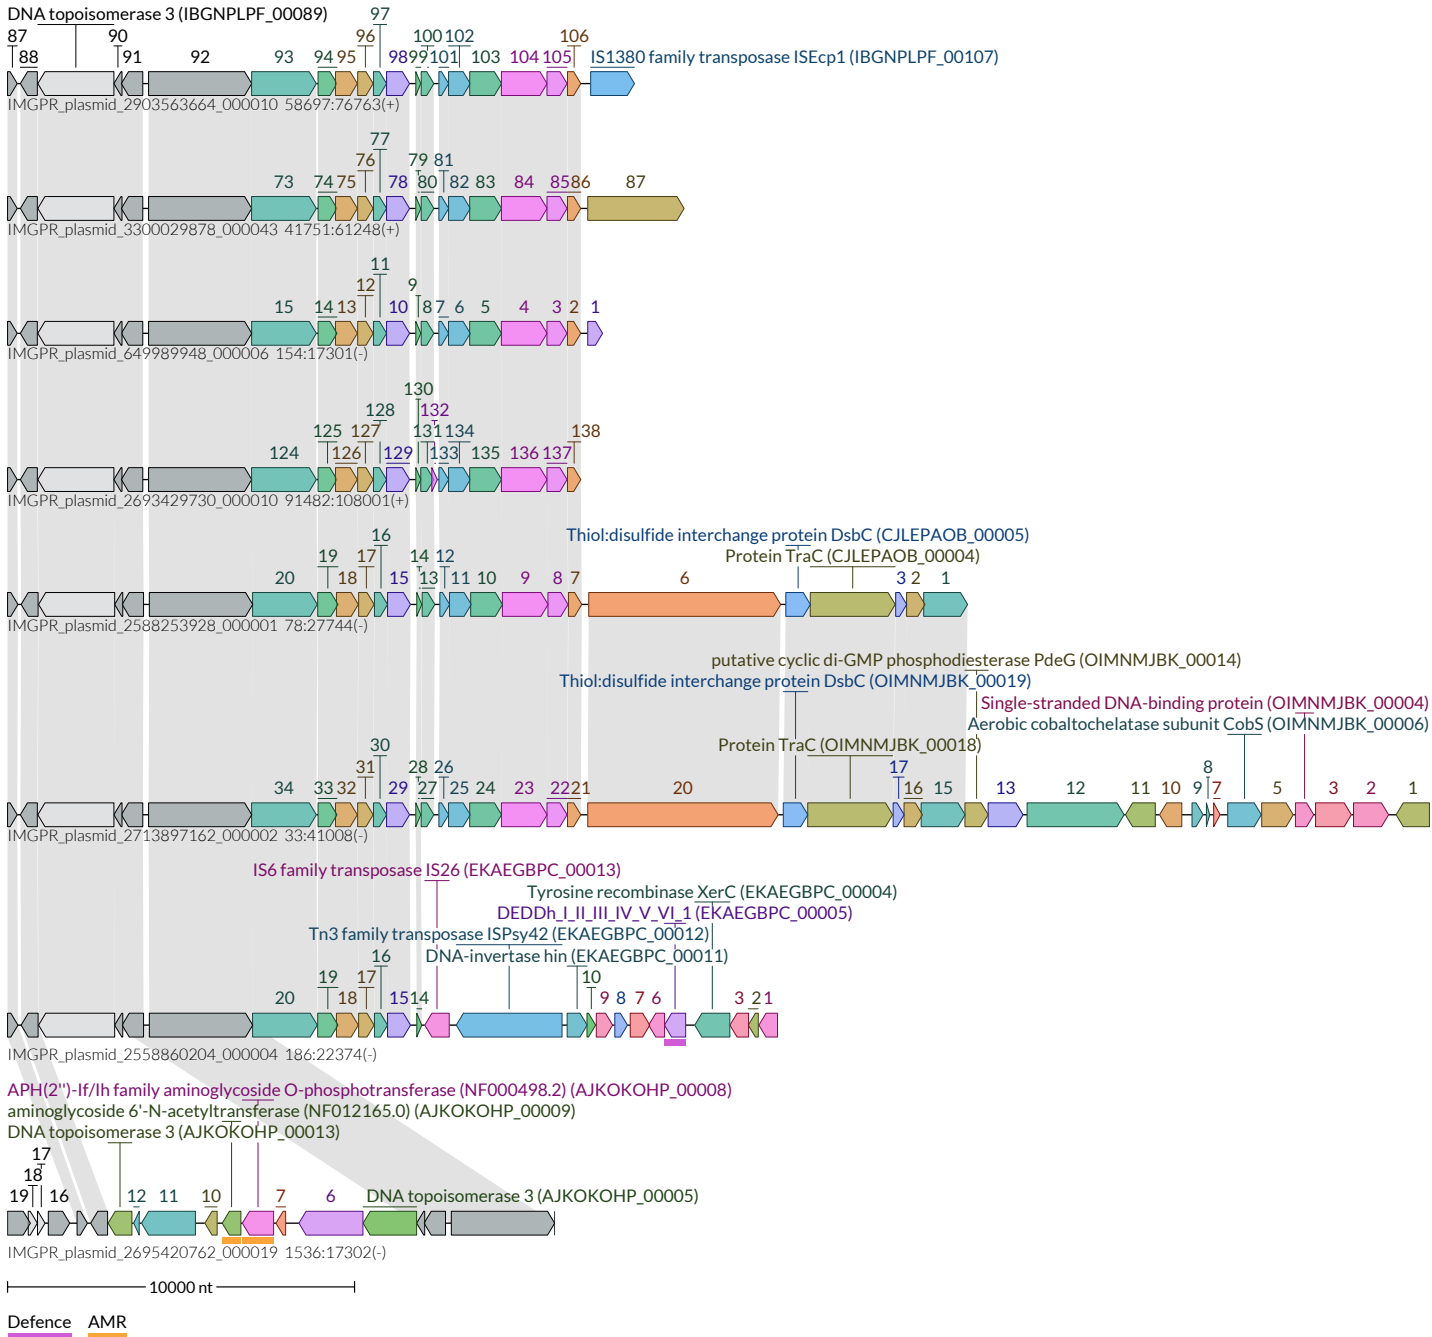 DNA topoisomerase 3 (IBGNPLPF_00089)
97
87 90 96 100 102 106
88 91 92 93 94 95 98 99 101 103 104 105 IS1380 family transposase ISEcp1 (IBGNPLPF_00107)
IMGPR_plasmid_2903563664_000010 58697:76763(+)
77
76 79 81
73 74 75 78 80 82 83 84 85 86 87
IMGPR_plasmid_3300029878_000043 41751:61248(+)
11
12 9
15 14 13 10 8 7 6 5 4 3 2 1
IMGPR_plasmid_649989948_000006 154:17301(-)
130
128 132
125 127 131 134 138
124 126 129 133 135 136 137
IMGPR_plasmid_2693429730_000010 91482:108001(+)
16 Thiol:disulfide interchange protein DsbC (CJLEPAOB_00005)
19 17 14 12 Protein TraC (CJLEPAOB_00004)
20 18 15 13 11 10 9 8 7 6 3 2 1
IMGPR_plasmid_2588253928_000001 78:27744(-)
putative cyclic di-GMP phosphodiesterase PdeG (OIMNMJBK_00014)
Thiol:disulfide interchange protein DsbC (OIMNMJBK_00019)
Single-stranded DNA-binding protein (OIMNMJBK_00004)
Aerobic cobaltochelatase subunit CobS (OIMNMJBK_00006)
30 Protein TraC (OIMNMJBK_00018)
31 28 26 17 8
34 33 32 29 27 25 24 23 22 21 20 16 15 13 12 11 10 9 7 5 3 2 1
IMGPR_plasmid_2713897162_000002 33:41008(-)
IS6 family transposase IS26 (EKAEGBPC_00013)
Tyrosine recombinase XerC (EKAEGBPC_00004)
DEDDh_I_II_III_IV_V_VI_1 (EKAEGBPC_00005)
Tn3 family transposase ISPsy42 (EKAEGBPC_00012)
16 DNA-invertase hin (EKAEGBPC_00011)
19 17 10
20 18 15 14 9 8 7 6 3 2 1
IMGPR_plasmid_2558860204_000004 186:22374(-)
APH(2'')-If/Ih family aminoglycoside O-phosphotransferase (NF000498.2) (AJKOKOHP_00008)
aminoglycoside 6'-N-acetyltransferase (NF012165.0) (AJKOKOHP_00009)
DNA topoisomerase 3 (AJKOKOHP_00013)
17
18
19 16 12 11 10 7 6 DNA topoisomerase 3 (AJKOKOHP_00005)
IMGPR_plasmid_2695420762_000019 1536:17302(-)
10000 nt
Defence AMR